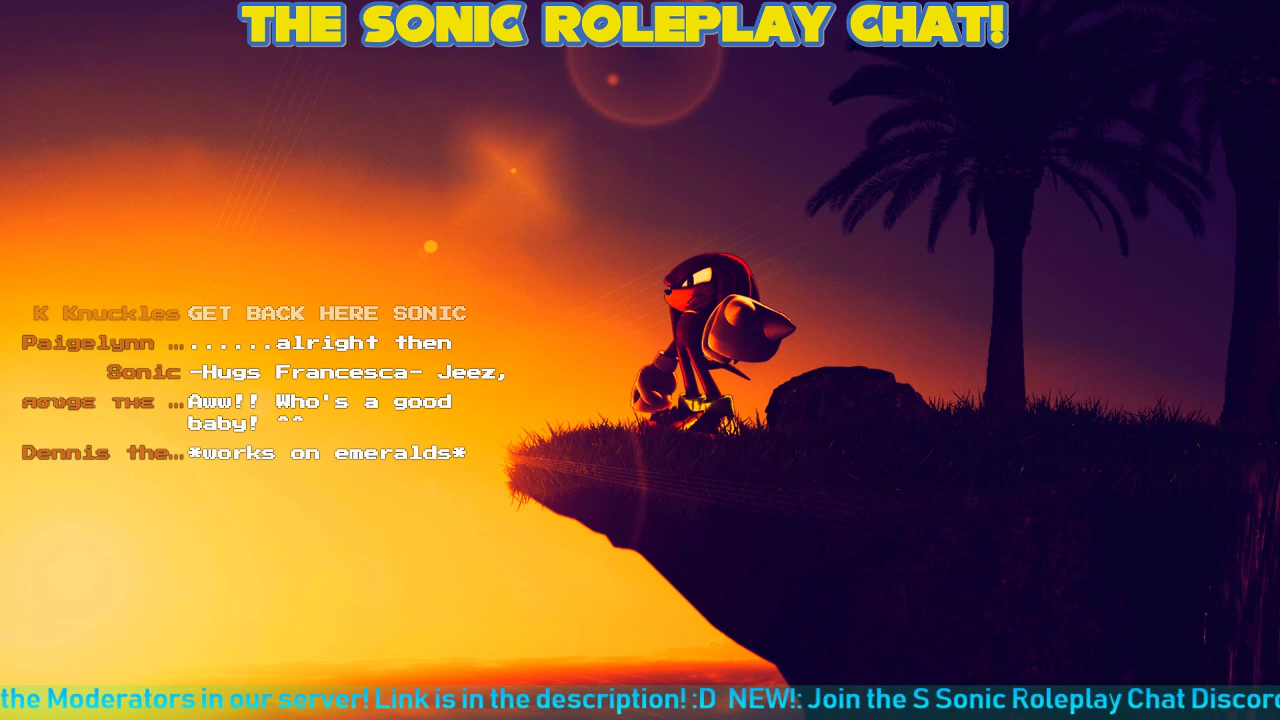 THE SONIC ROLEPLAY CHAT!
K Knuckles GET BACK HERE SONIC
Paigelynn ... ......alright then
Sonic -Hugs Francesca- Jeez,
THE ... Aww!! Who's a good
baby! ^^
Dennis the... *works on emeralds*
the Moderators in our server! Link is in the description! :D NEW!: Join the S Sonic Roleplay Chat Discord